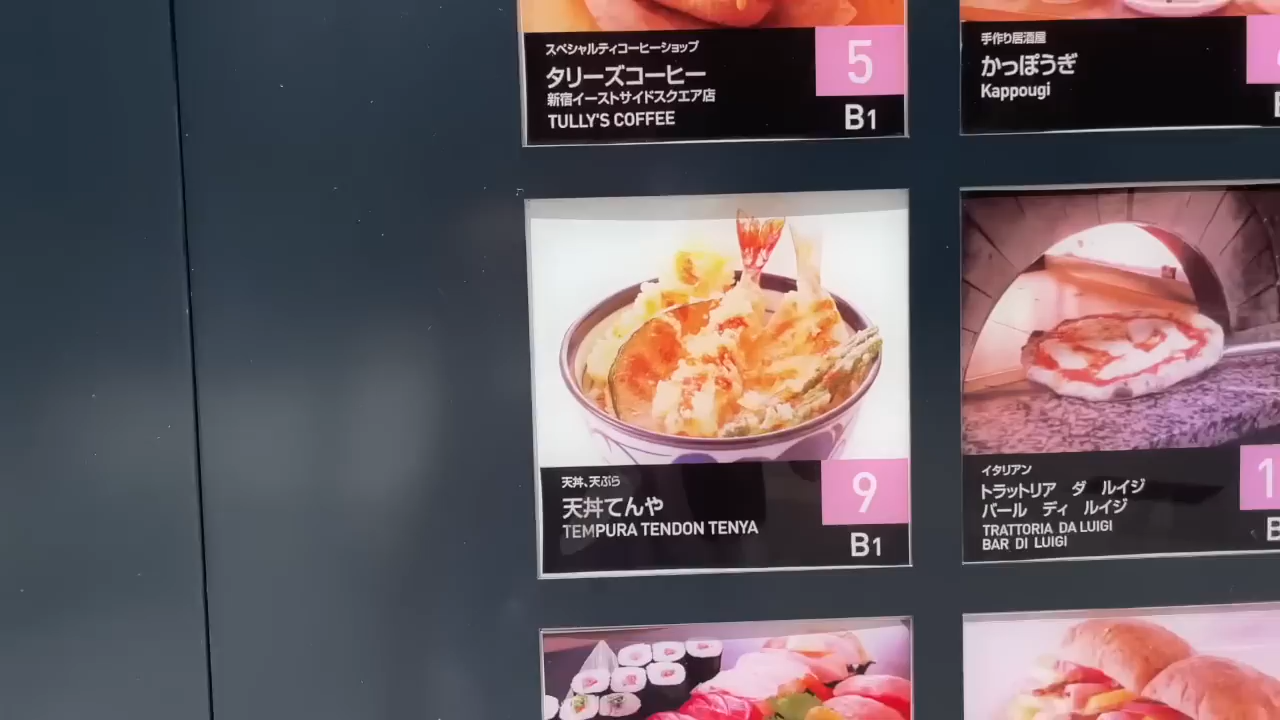 スペシャルティコーヒーショップ
タリーズコーヒー
新宿イーストサイドスクエア店
TULLY'S COFFEE
5
B1
手作り居酒屋
かっぽうぎ
Kappougi
天丼、天ぷら
天丼てんや
TEMPURA TENDON TENYA
9
B1
イタリアン
トラットリア ダ ルイジ
バール ディ ルイジ
TRATTORIA DA LUIGI
BAR DI LUIGI